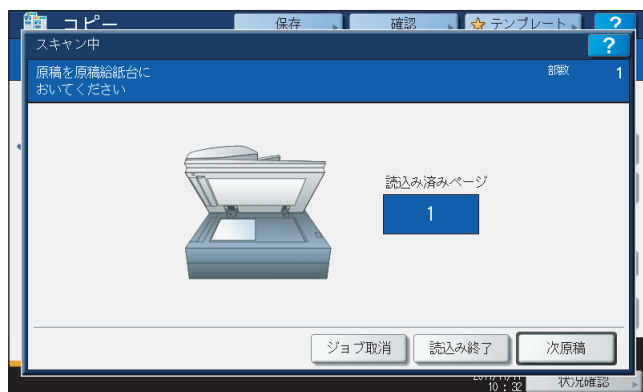 コピー
保存
確認
テンプレート
?
スキャン中
?
原稿を原稿給紙台に
おいてください
部数 1
読込み済みページ
1
ジョブ取消
読込み終了
次原稿
10 : 32
状況確認